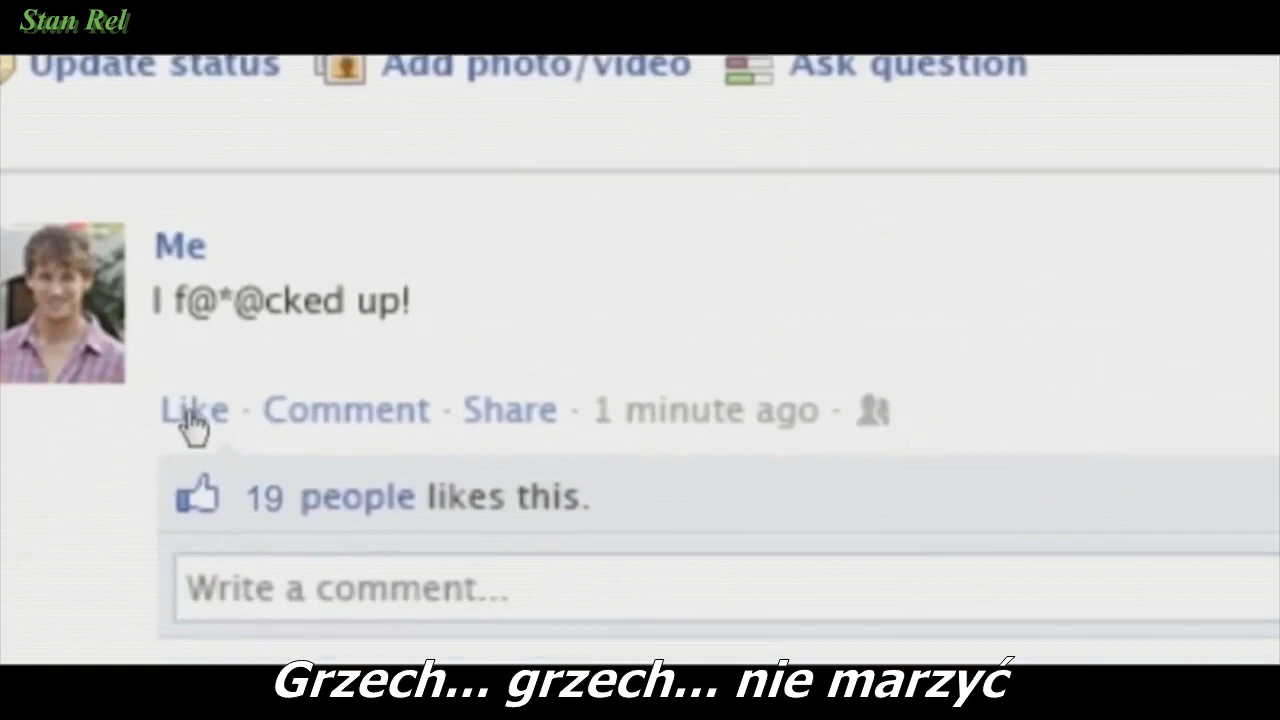 Stan Rel
Update status Add photo/video Ask question
Me
I f@*@cked up!
Like · Comment · Share · 1 minute ago ·
19 people likes this.
Write a comment...
Grzech... grzech... nie marzyć